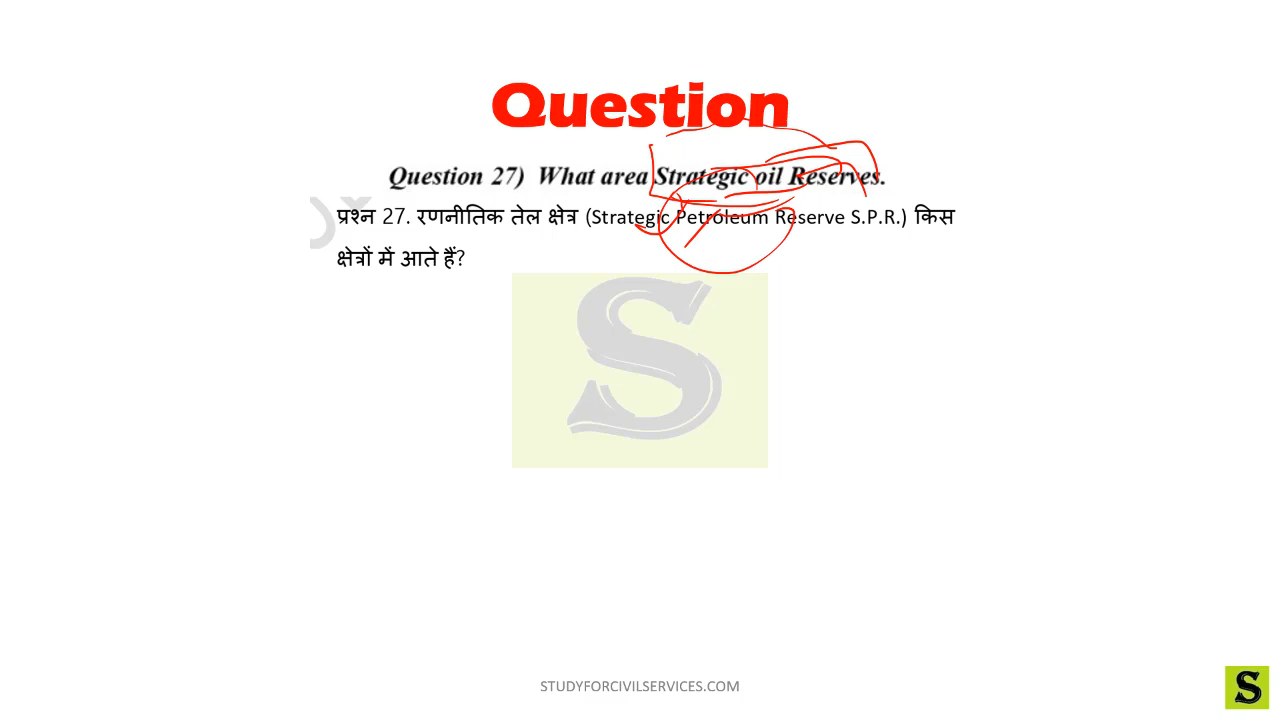 Question
Question 27) What area Strategic oil Reserves.
प्रश्न 27. रणनीतिक तेल क्षेत्र (Strategic Petroleum Reserve S.P.R.) किस
क्षेत्रों में आते हैं?
S
STUDYFORCIVILSERVICES.COM
S